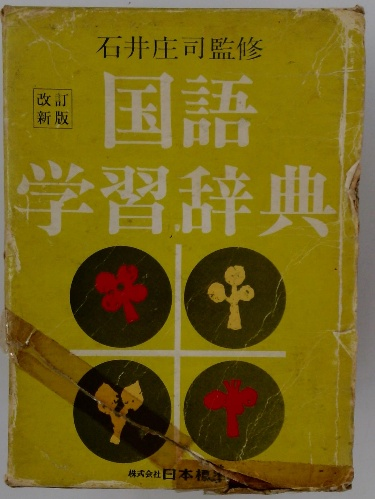 石井庄司監修
改訂
新版
国語
学習辞典
株式会社日本標準